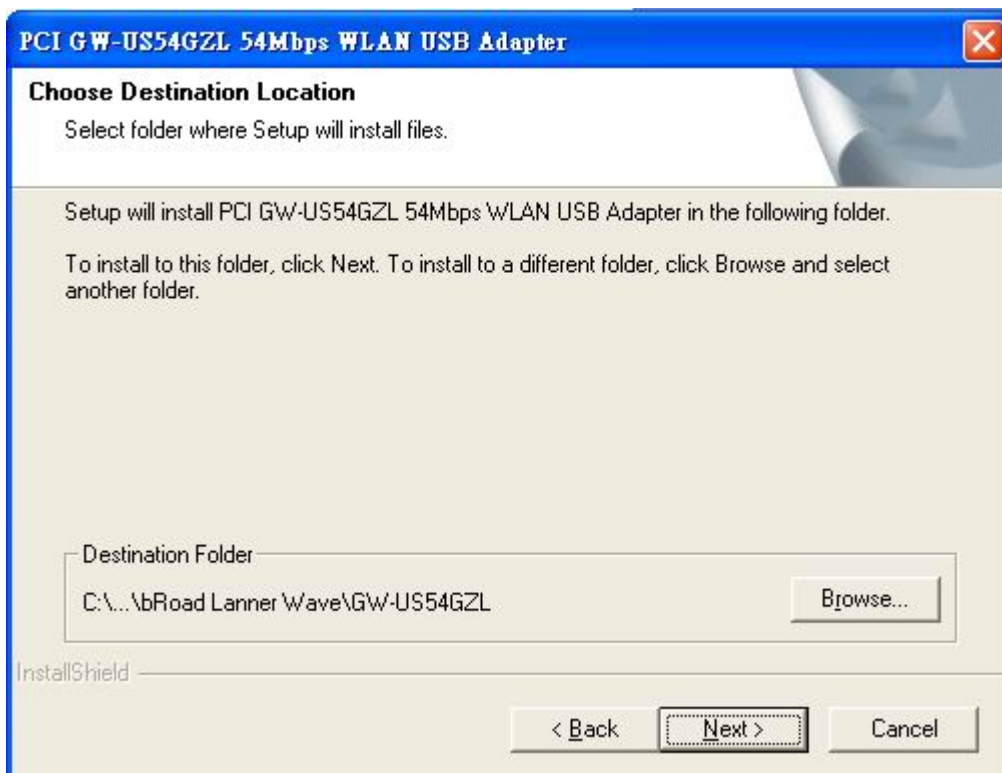 PCI GW-US54GZL 54Mbps WLAN USB Adapter
Choose Destination Location
Select folder where Setup will install files.
Setup will install PCI GW-US54GZL 54Mbps WLAN USB Adapter in the following folder.
To install to this folder, click Next. To install to a different folder, click Browse and select
another folder.
Destination Folder
C:\...\bRoad Lanner Wave\GW-US54GZL
Browse...
InstallShield
< Back
Next >
Cancel